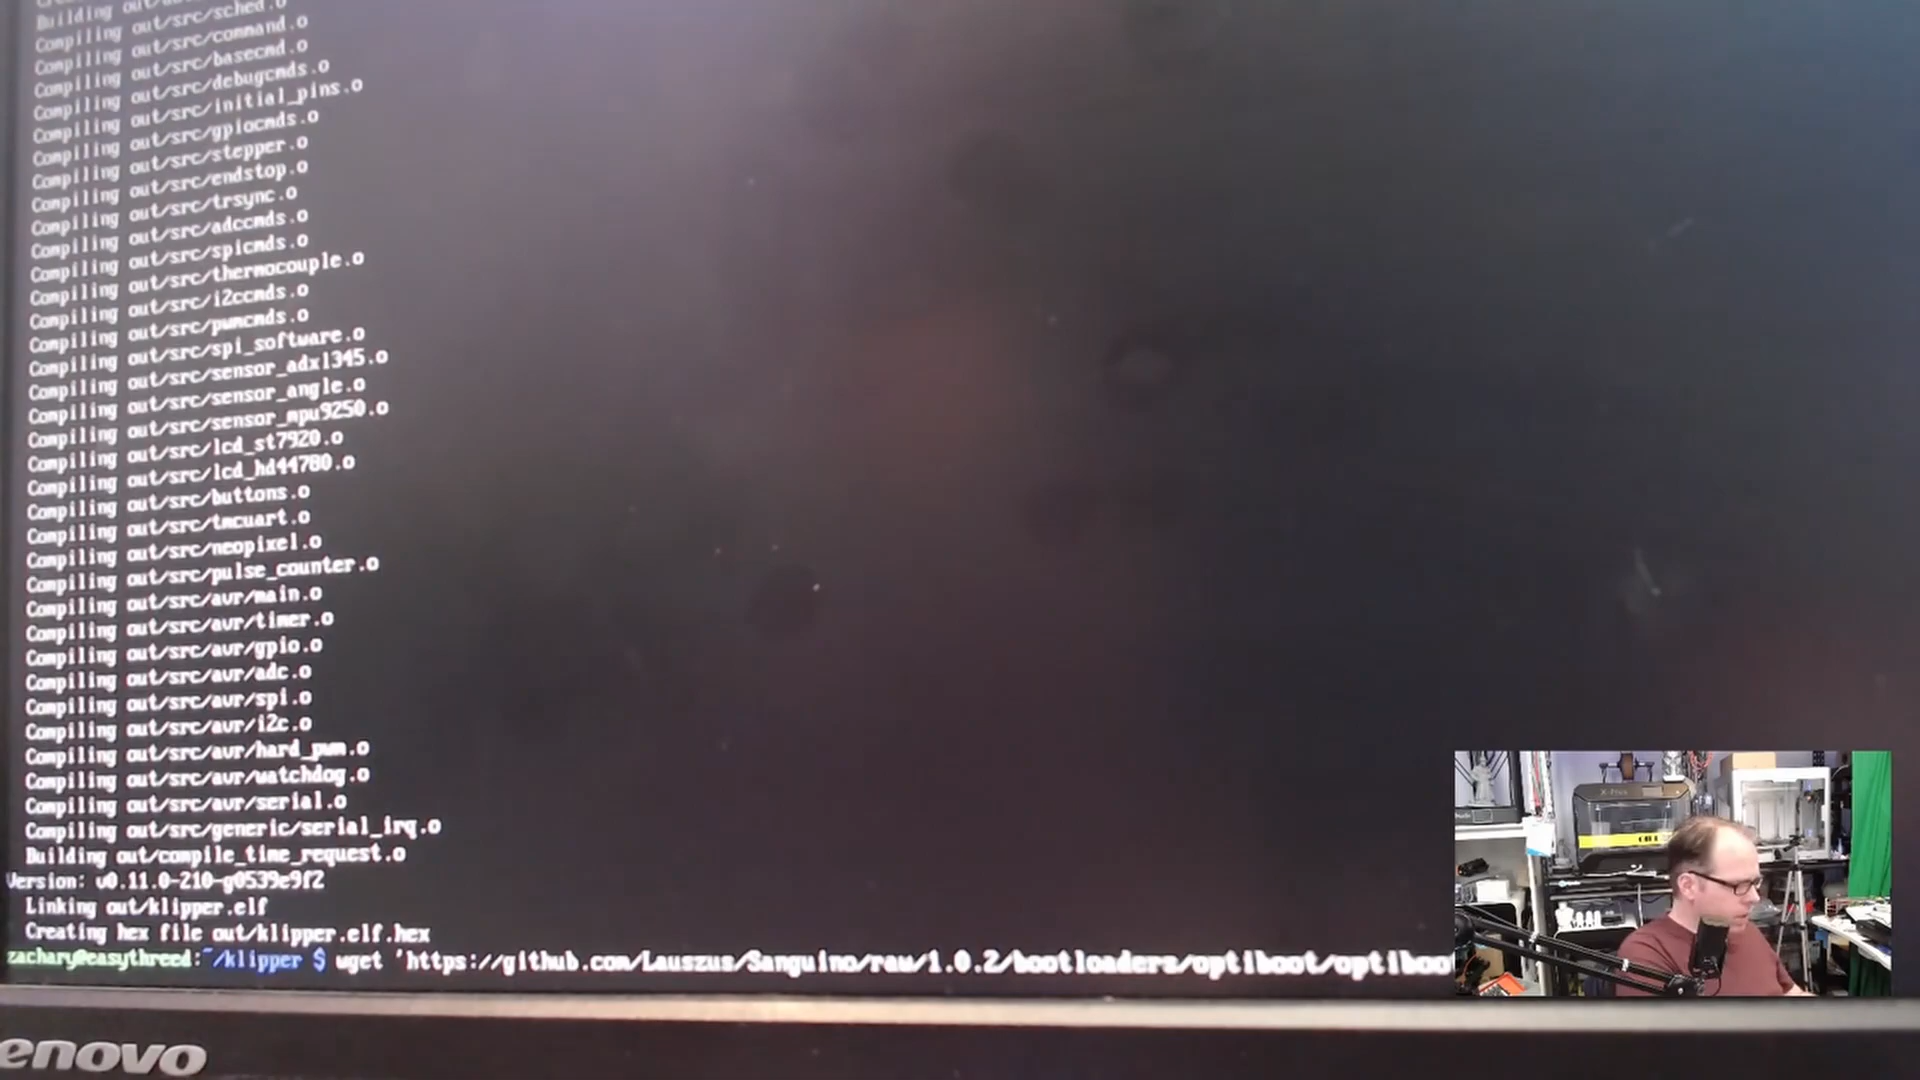 Building out/
Compiling out/src/sched.o
Compiling out/src/command.o
Compiling out/src/basecmd.o
Compiling out/src/debugcmds.o
Compiling out/src/initial_pins.o
Compiling out/src/gpiocmds.o
Compiling out/src/stepper.o
Compiling out/src/endstop.o
Compiling out/src/trsync.o
Compiling out/src/adccmds.o
Compiling out/src/spicmds.o
Compiling out/src/thermocouple.o
Compiling out/src/i2ccmds.o
Compiling out/src/pwmcmds.o
Compiling out/src/spi_software.o
Compiling out/src/sensor_adxl345.o
Compiling out/src/sensor_angle.o
Compiling out/src/sensor_mpu9250.o
Compiling out/src/lcd_st7920.o
Compiling out/src/lcd_hd44780.o
Compiling out/src/buttons.o
Compiling out/src/tmcuart.o
Compiling out/src/neopixel.o
Compiling out/src/pulse_counter.o
Compiling out/src/avr/main.o
Compiling out/src/avr/timer.o
Compiling out/src/avr/gpio.o
Compiling out/src/avr/adc.o
Compiling out/src/avr/spi.o
Compiling out/src/avr/i2c.o
Compiling out/src/avr/hard_pwm.o
Compiling out/src/avr/watchdog.o
Compiling out/src/avr/serial.o
Compiling out/src/generic/serial_irq.o
Building out/compile_time_request.o
Version: v0.11.0-210-g0539e9f2
Linking out/klipper.elf
Creating hex file out/klipper.elf.hex
zachary@easythreed:~/klipper $ wget 'https://github.com/Lauszus/Sanguino/raw/1.0.2/bootloaders/optiboot/optiboo
enovo